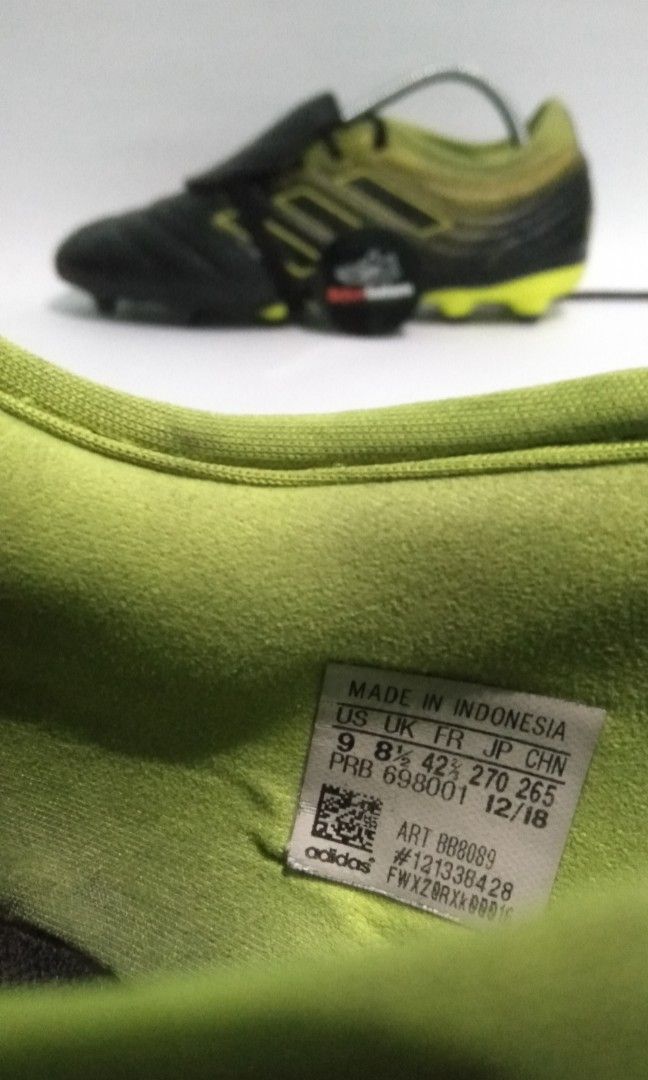 MADE IN INDONESIA
US UK FR JP CHN
9 8½ 42⅔ 270 265
PRB 698001 12/18
ART BB8089
#121338428
adidas